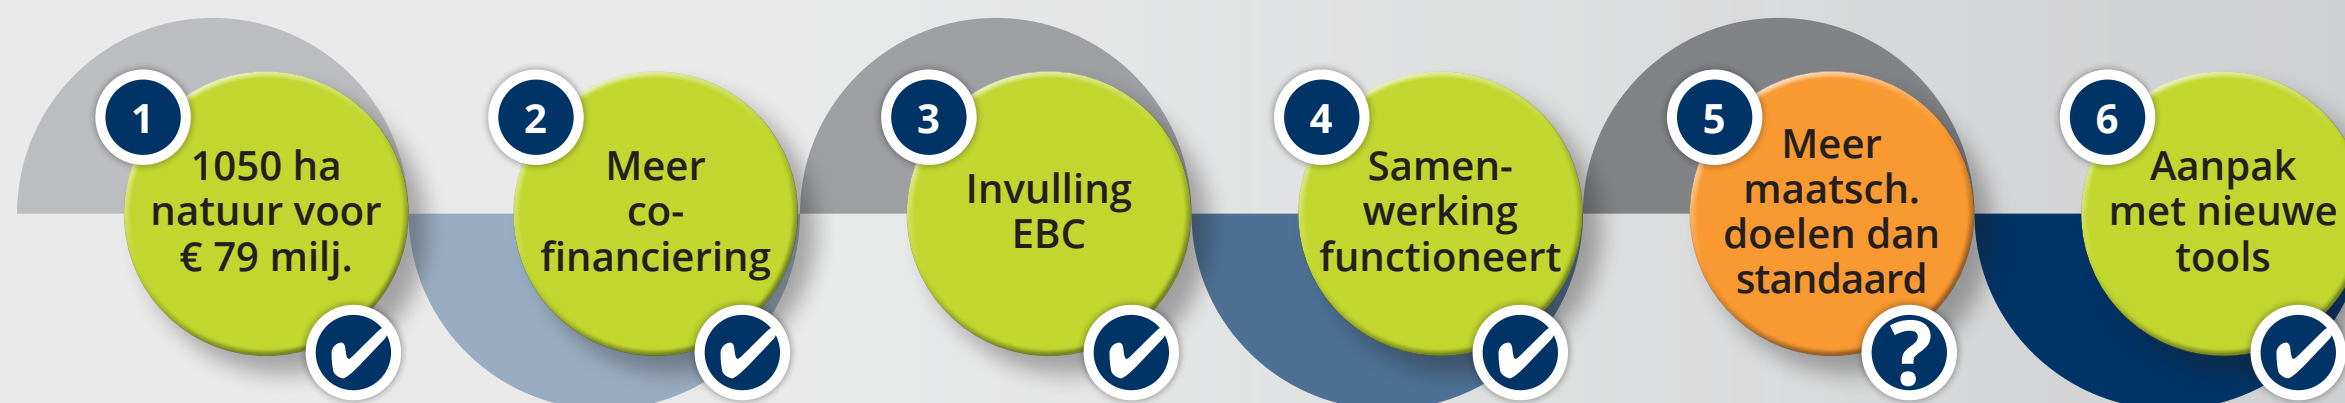 1
1050 ha
natuur voor
€ 79 milj.
2
Meer
co-
financiering
3
Invulling
EBC
4
Samen-
werking
functioneert
5
Meer
maatsch.
doelen dan
standaard
?
6
Aanpak
met nieuwe
tools